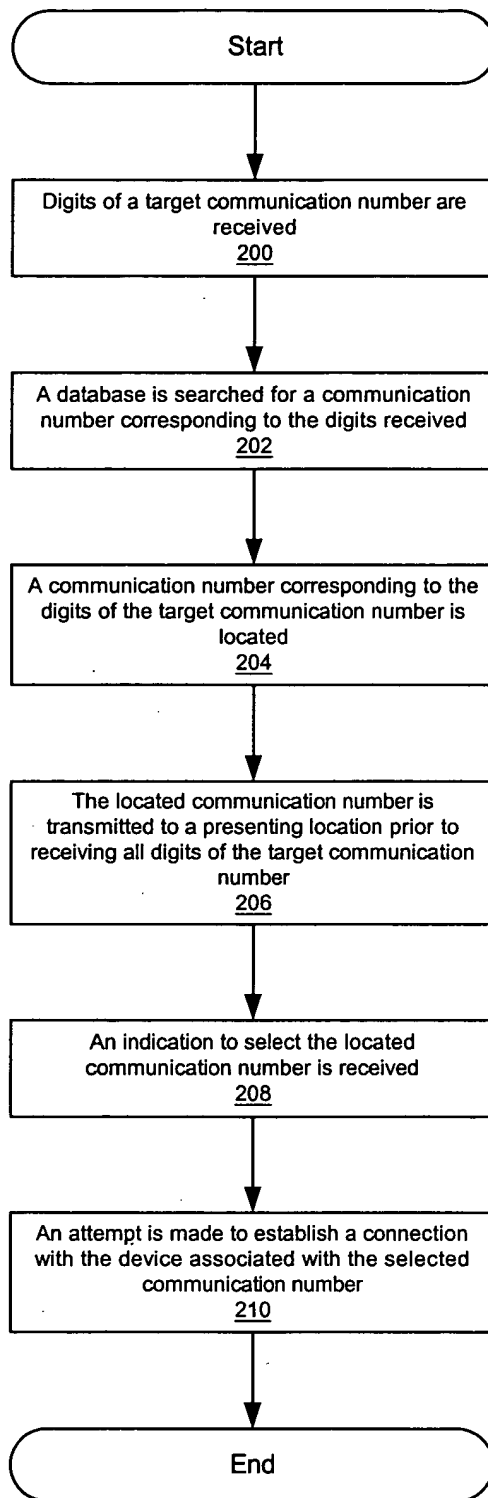 Start
Digits of a target communication number are
received
200
A database is searched for a communication
number corresponding to the digits received
202
A communication number corresponding to the
digits of the target communication number is
located
204
The located communication number is
transmitted to a presenting location prior to
receiving all digits of the target communication
number
206
An indication to select the located
communication number is received
208
An attempt is made to establish a connection
with the device associated with the selected
communication number
210
End